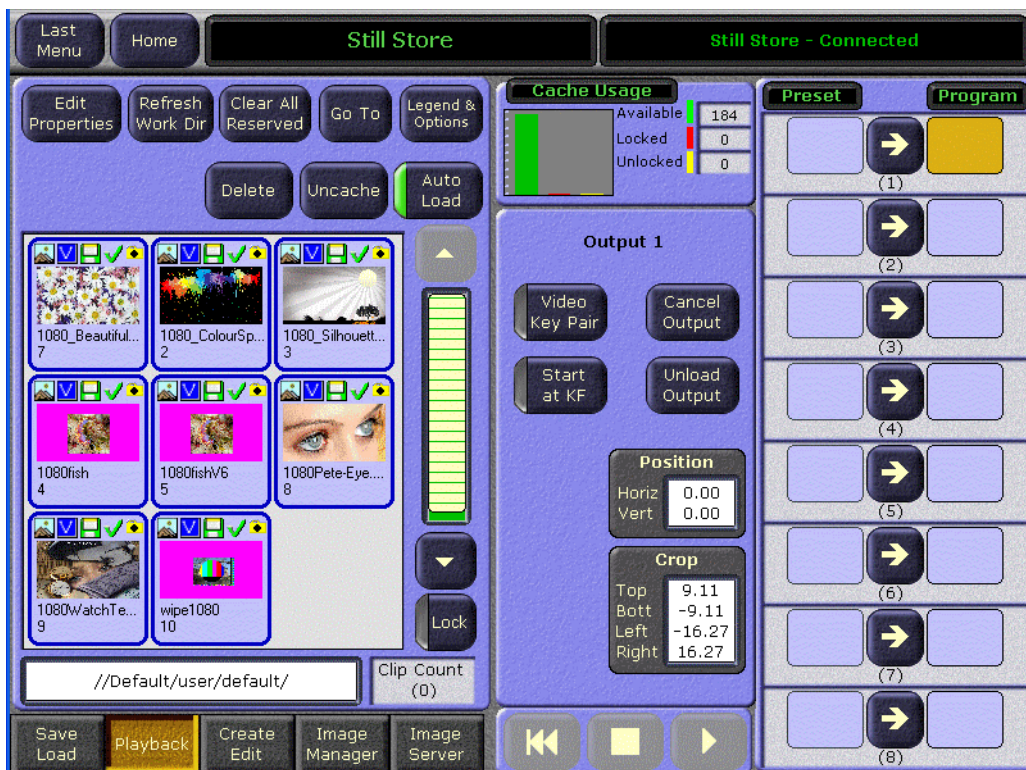 Last Menu
Home
Still Store
Still Store - Connected
Edit Properties
Refresh Work Dir
Clear All Reserved
Go To
Legend & Options
Delete
Uncache
Auto Load
1080_Beautiful...
7
1080_ColourSp...
2
1080_Silhouett...
3
1080fish
4
1080fishV6
5
1080Pete-Eye....
8
1080WatchTe...
9
wipe1080
10
Lock
//Default/user/default/
Clip Count
(0)
Save Load
Playback
Create Edit
Image Manager
Image Server
Cache Usage
Available 184
Locked 0
Unlocked 0
Output 1
Video Key Pair
Cancel Output
Start at KF
Unload Output
Position
Horiz 0.00
Vert 0.00
Crop
Top 9.11
Bott -9.11
Left -16.27
Right 16.27
Preset
Program
(1)
(2)
(3)
(4)
(5)
(6)
(7)
(8)